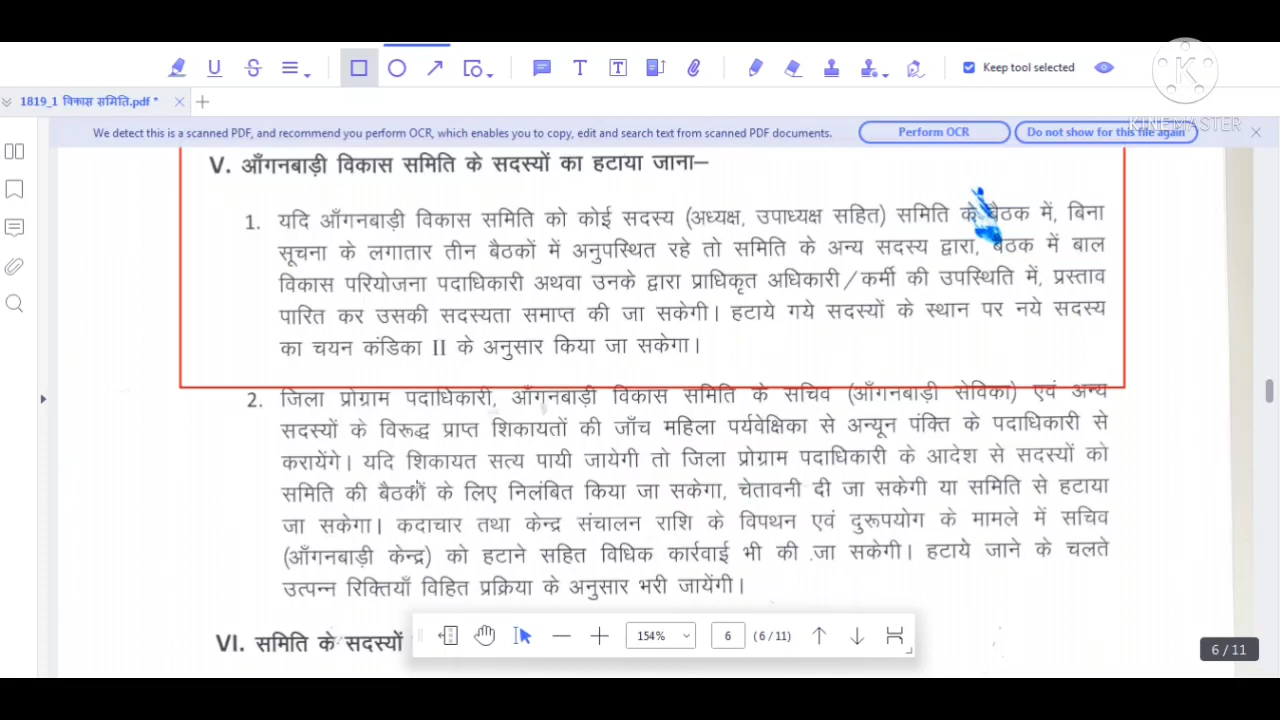 Keep tool selected
1819_1 विकास समिति.pdf *
KINEMASTER
We detect this is a scanned PDF, and recommend you perform OCR, which enables you to copy, edit and search text from scanned PDF documents.
Perform OCR
Do not show for this file again
V. आँगनबाड़ी विकास समिति के सदस्यों का हटाया जाना–
1. यदि आँगनबाड़ी विकास समिति को कोई सदस्य (अध्यक्ष, उपाध्यक्ष सहित) समिति के बैठक में, बिना
सूचना के लगातार तीन बैठकों में अनुपस्थित रहे तो समिति के अन्य सदस्य द्वारा, बैठक में बाल
विकास परियोजना पदाधिकारी अथवा उनके द्वारा प्राधिकृत अधिकारी/कर्मी की उपस्थिति में, प्रस्ताव
पारित कर उसकी सदस्यता समाप्त की जा सकेगी। हटाये गये सदस्यों के स्थान पर नये सदस्य
का चयन कंडिका II के अनुसार किया जा सकेगा।
2. जिला प्रोग्राम पदाधिकारी, आँगनबाड़ी विकास समिति के सचिव (आँगनबाड़ी सेविका) एवं अन्य
सदस्यों के विरूद्ध प्राप्त शिकायतों की जाँच महिला पर्यवेक्षिका से अन्यून पंक्ति के पदाधिकारी से
करायेंगे। यदि शिकायत सत्य पायी जायेगी तो जिला प्रोग्राम पदाधिकारी के आदेश से सदस्यों को
समिति की बैठकों के लिए निलंबित किया जा सकेगा, चेतावनी दी जा सकेगी या समिति से हटाया
जा सकेगा। कदाचार तथा केन्द्र संचालन राशि के विपथन एवं दुरूपयोग के मामले में सचिव
(आँगनबाड़ी केन्द्र) को हटाने सहित विधिक कार्रवाई भी की जा सकेगी। हटाये जाने के चलते
उत्पन्न रिक्तियाँ विहित प्रक्रिया के अनुसार भरी जायेंगी।
VI. समिति के सदस्यों
154%
6
(6/11)
6 / 11